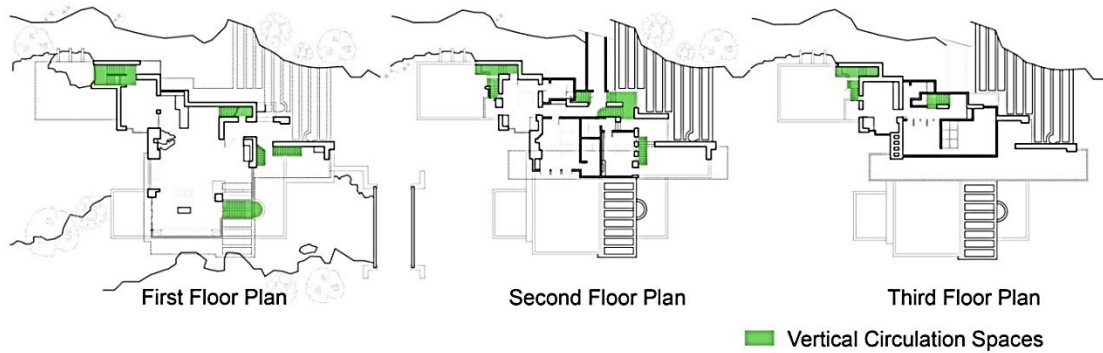 First Floor Plan
Second Floor Plan
Third Floor Plan
Vertical Circulation Spaces